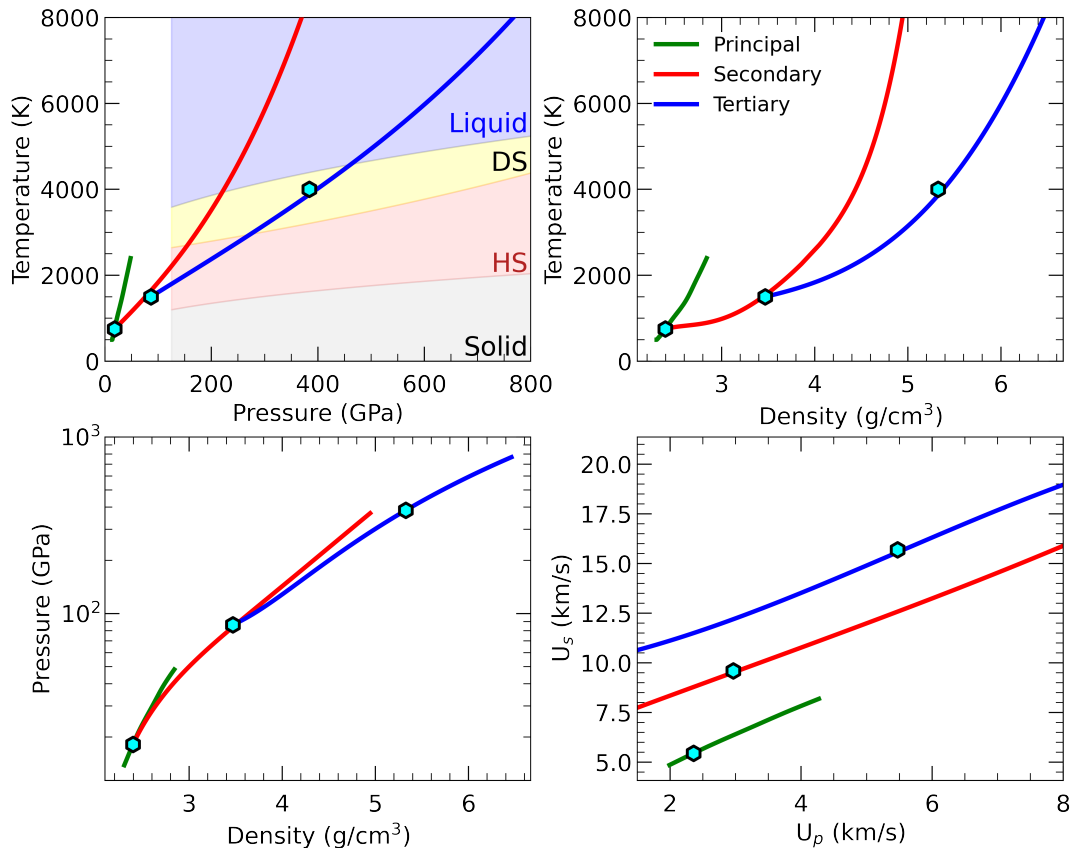 8000
6000
4000
2000
0
Temperature (K)
Liquid
DS
HS
Solid
0 200 400 600 800
Pressure (GPa)
8000
6000
4000
2000
0
Temperature (K)
Principal
Secondary
Tertiary
3 4 5 6
Density (g/cm³)
10³
10²
Pressure (GPa)
3 4 5 6
Density (g/cm³)
20.0
17.5
15.0
12.5
10.0
7.5
5.0
Uₛ (km/s)
2 4 6 8
Uₚ (km/s)